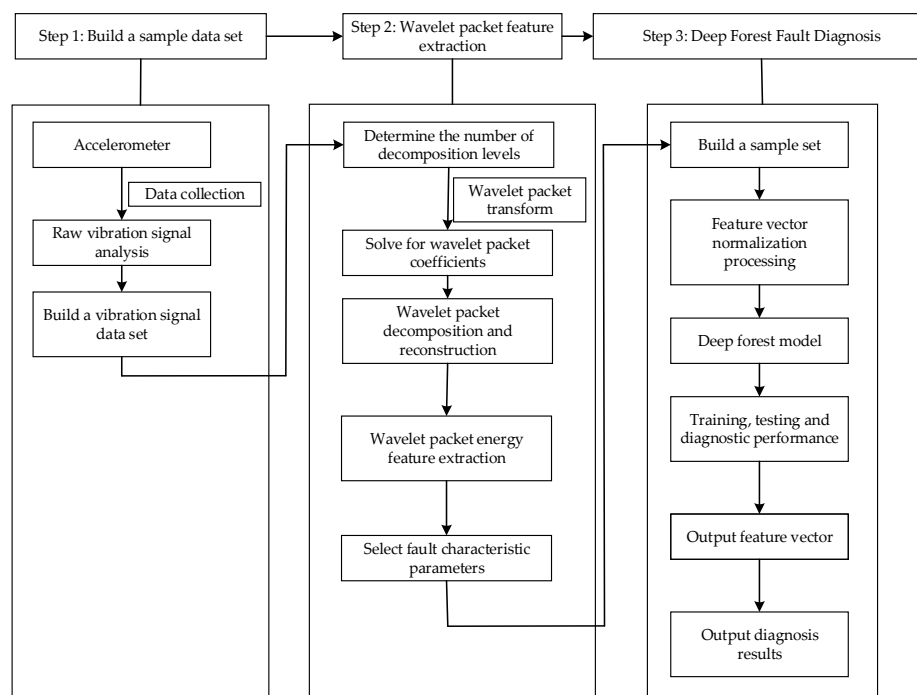 Step 1: Build a sample data set
Step 2: Wavelet packet feature
extraction
Step 3: Deep Forest Fault Diagnosis
Accelerometer
Data collection
Raw vibration signal
analysis
Build a vibration signal
data set
Determine the number of
decomposition levels
Wavelet packet
transform
Solve for wavelet packet
coefficients
Wavelet packet
decomposition and
reconstruction
Wavelet packet energy
feature extraction
Select fault characteristic
parameters
Build a sample set
Feature vector
normalization
processing
Deep forest model
Training, testing and
diagnostic performance
Output feature vector
Output diagnosis
results